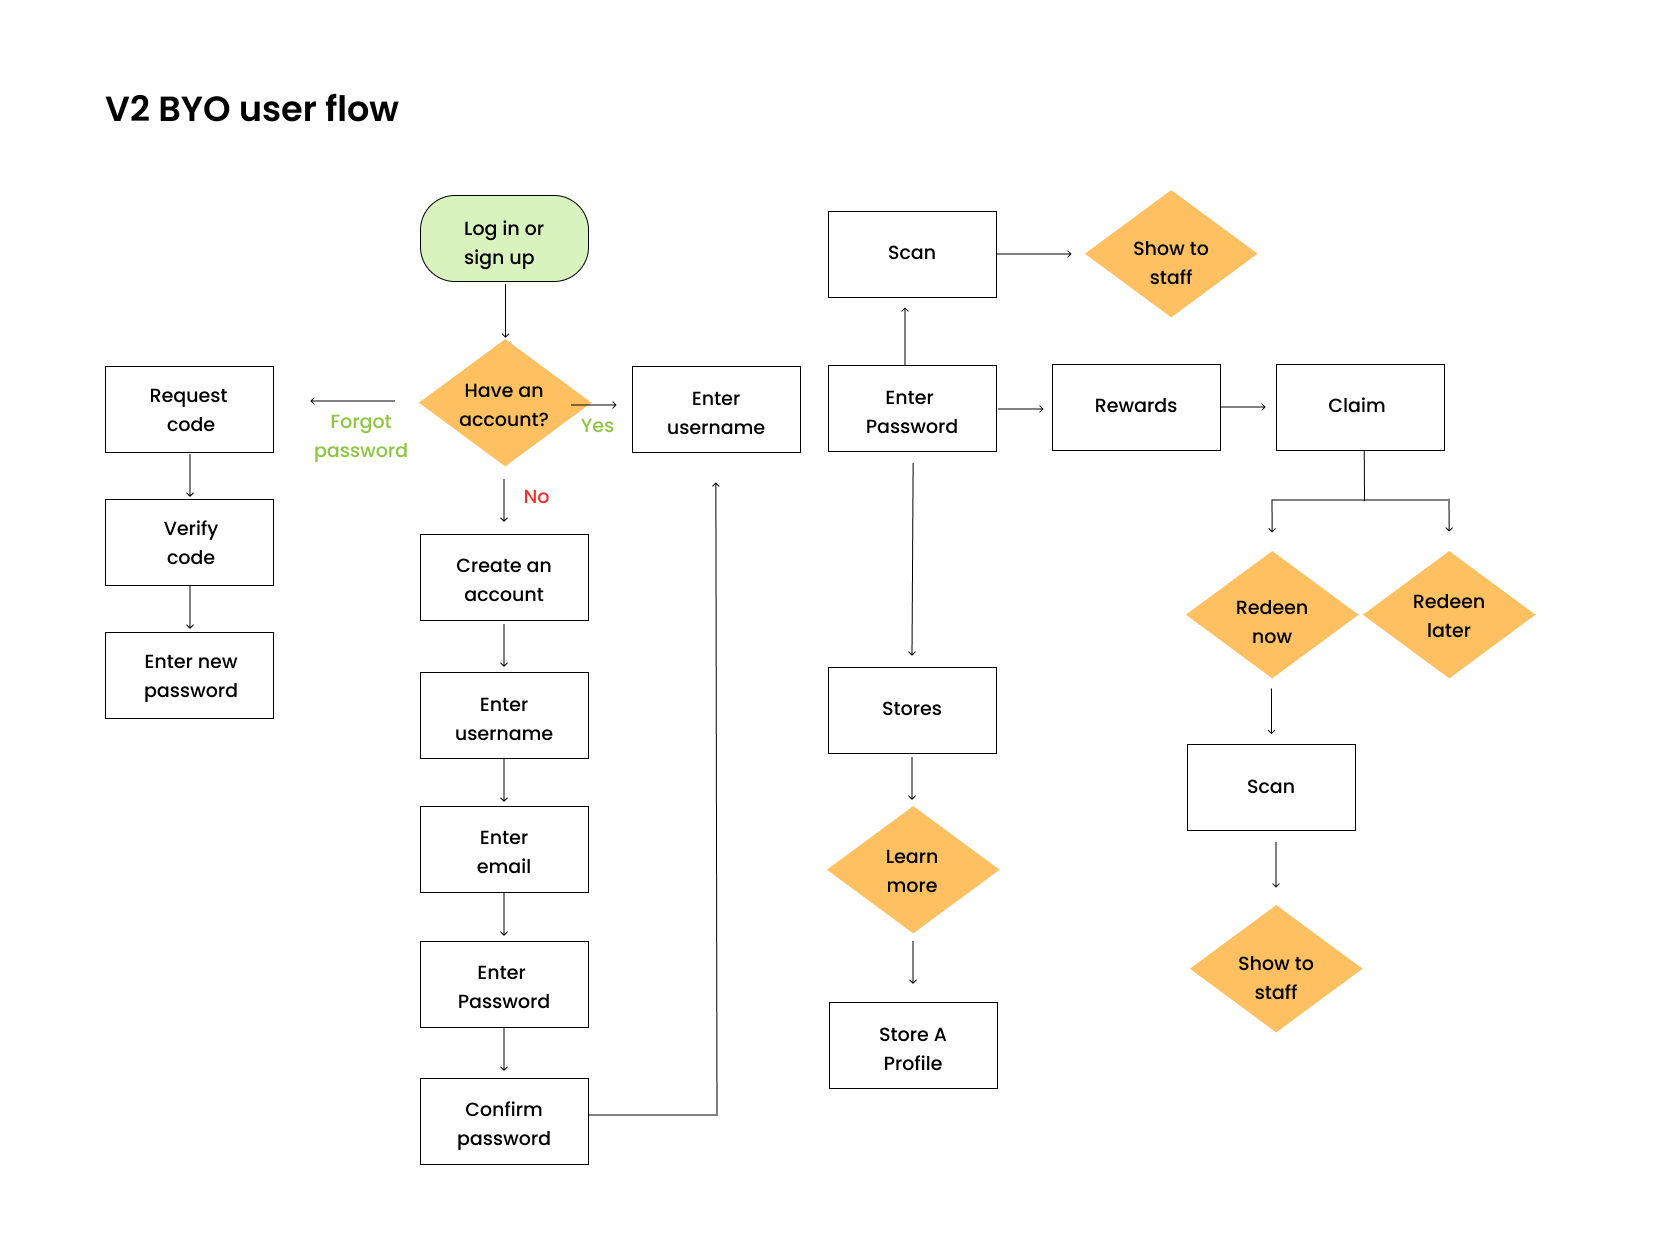 V2 BYO user flow
Log in or
sign up
Have an
account?
Forgot
password
Yes
No
Request
code
Verify
code
Enter new
password
Create an
account
Enter
username
Enter
email
Enter
Password
Confirm
password
Enter
username
Enter
Password
Scan
Show to
staff
Rewards
Claim
Redeen
now
Redeen
later
Scan
Show to
staff
Stores
Learn
more
Store A
Profile